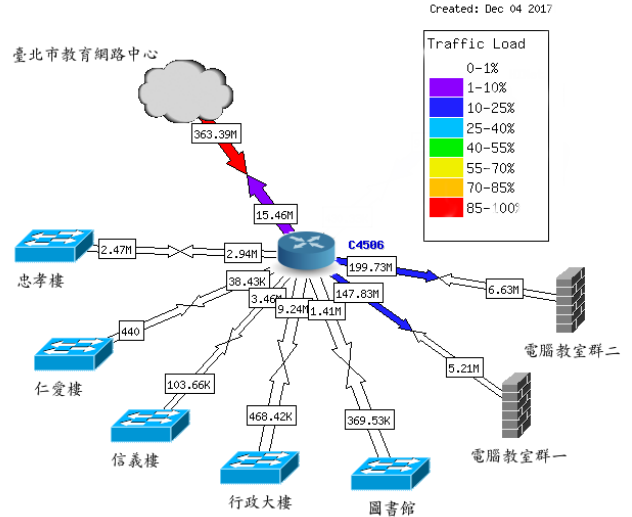 Created: Dec 04 2017
臺北市教育網路中心
Traffic Load
0-1%
1-10%
10-25%
25-40%
40-55%
55-70%
70-85%
85-100%
363.39M
15.46M
C4506
2.47M
2.94M
199.73M
忠孝樓
38.43K
147.83M
6.63M
3.46M
9.24M
1.41M
440
電腦教室群二
仁愛樓
103.66K
5.21M
468.42K
369.53K
信義樓
電腦教室群一
行政大樓
圖書館